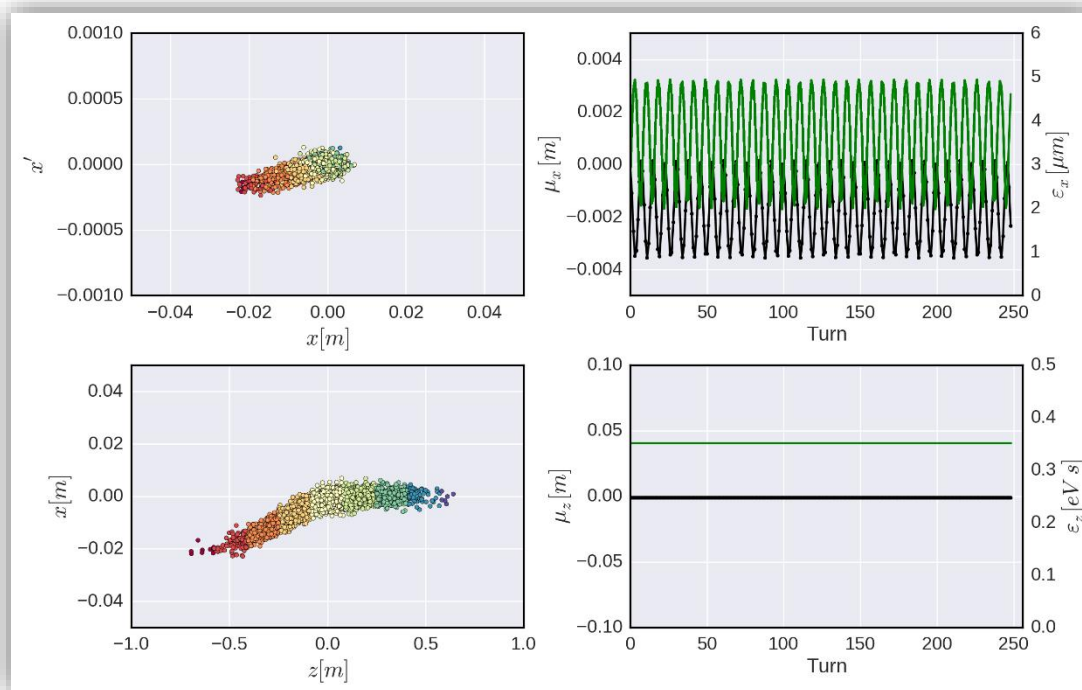 0.0010
0.0005
0.0000
−0.0005
−0.0010
x′
−0.04 −0.02 0.00 0.02 0.04
x[m]
0.004
0.002
0.000
−0.002
−0.004
μx [m]
6
5
4
3
2
1
0
εx [μm]
0 50 100 150 200 250
Turn
0.04
0.02
0.00
−0.02
−0.04
x[m]
−1.0 −0.5 0.0 0.5 1.0
z[m]
0.10
0.05
0.00
−0.05
−0.10
μz [m]
0.5
0.4
0.3
0.2
0.1
0.0
εz [eV s]
0 50 100 150 200 250
Turn